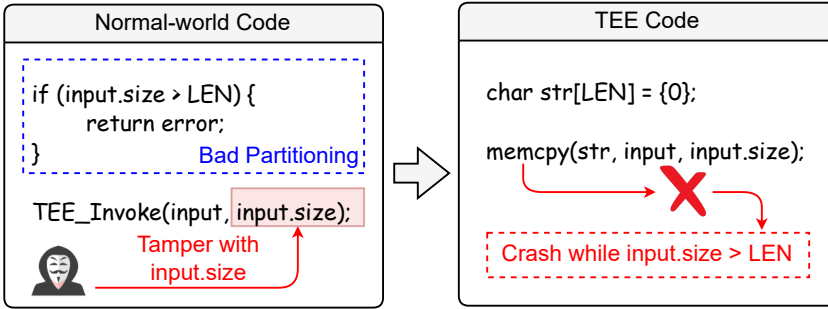 Normal-world Code
if (input.size > LEN) {
return error;
}
Bad Partitioning
TEE_Invoke(input, input.size);
Tamper with
input.size
TEE Code
char str[LEN] = {0};
memcpy(str, input, input.size);
Crash while input.size > LEN